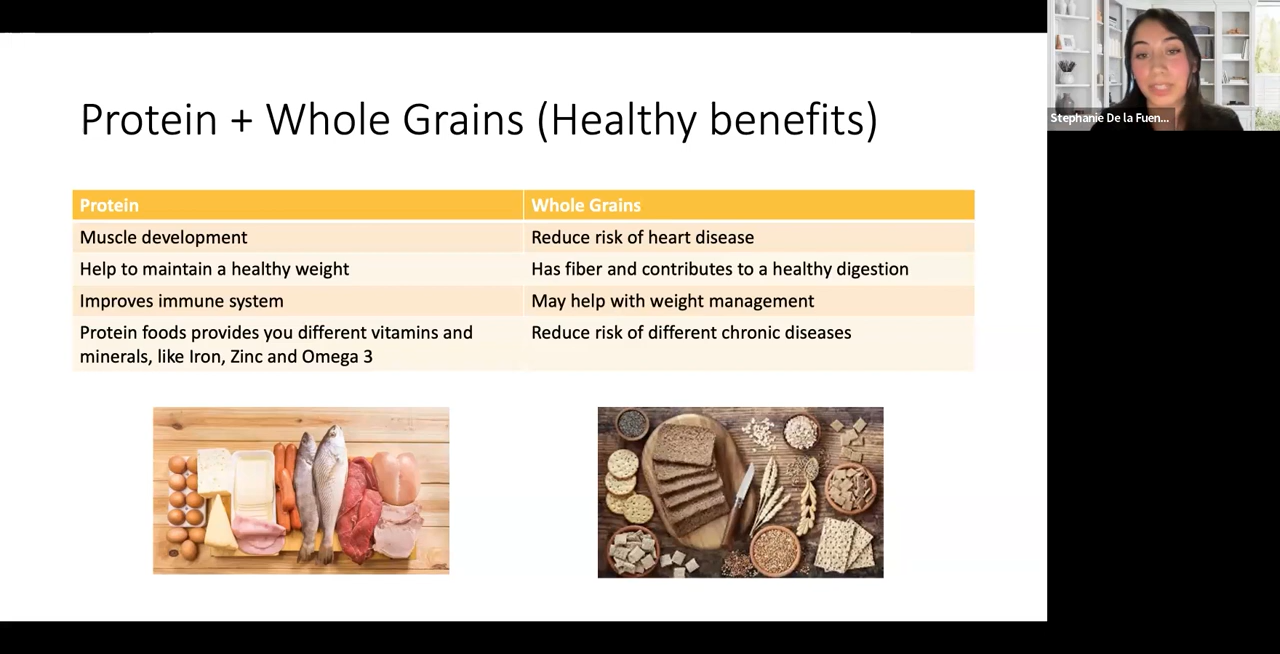 Protein + Whole Grains (Healthy benefits)
Protein
Whole Grains
Muscle development
Reduce risk of heart disease
Help to maintain a healthy weight
Has fiber and contributes to a healthy digestion
Improves immune system
May help with weight management
Protein foods provides you different vitamins and
minerals, like Iron, Zinc and Omega 3
Reduce risk of different chronic diseases
Stephanie De la Fuen...